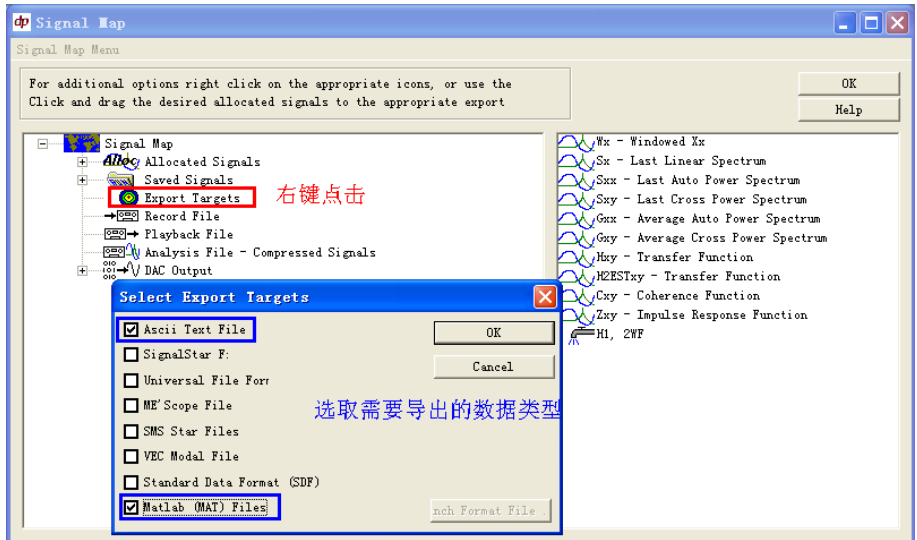 dp Signal Map
Signal Map Menu
For additional options right click on the appropriate icons, or use the
Click and drag the desired allocated signals to the appropriate export
OK
Help
Signal Map
Alloc Allocated Signals
Saved Signals
Export Targets
右键点击
Record File
Playback File
Analysis File - Compressed Signals
DAC Output
Wx - Windowed Xx
Sx - Last Linear Spectrum
Sxx - Last Auto Power Spectrum
Sxy - Last Cross Power Spectrum
Gxx - Average Auto Power Spectrum
Gxy - Average Cross Power Spectrum
Hxy - Transfer Function
H2ESTxy - Transfer Function
Cxy - Coherence Function
Zxy - Impulse Response Function
H1, 2WF
Select Export Targets
Ascii Text File
SignalStar F:
Universal File Forr
ME'Scope File
SMS Star Files
VEC Modal File
Standard Data Format (SDF)
Matlab (MAT) Files
OK
Cancel
选取需要导出的数据类型
nch Format File .